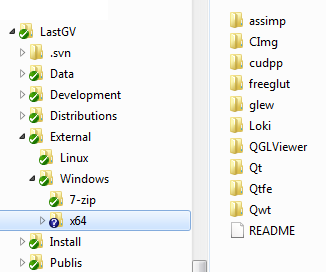 LastGV
.svn
Data
Development
Distributions
External
Linux
Windows
7-zip
x64
Install
Publis
assimp
CImg
cudpp
freeglut
glew
Loki
QGLViewer
Qt
Qtfe
Qwt
README